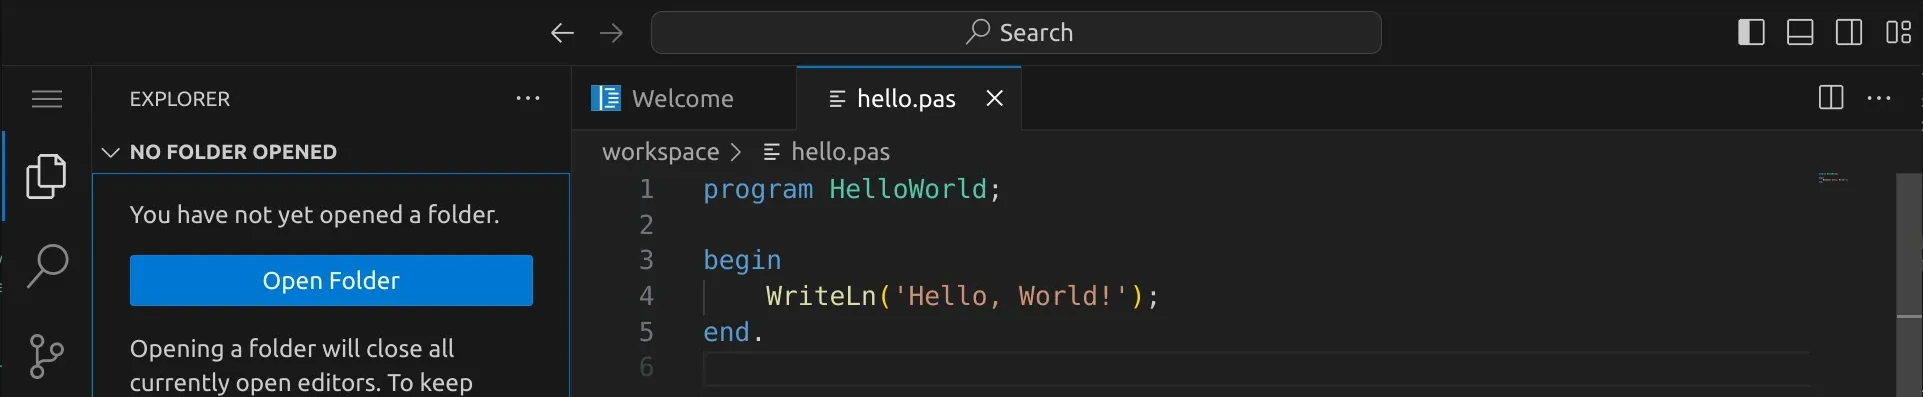 Search
EXPLORER
NO FOLDER OPENED
You have not yet opened a folder.
Open Folder
Opening a folder will close all
currently open editors. To keep
Welcome
hello.pas
workspace > hello.pas
1 program HelloWorld;
2
3 begin
4 WriteLn('Hello, World!');
5 end.
6